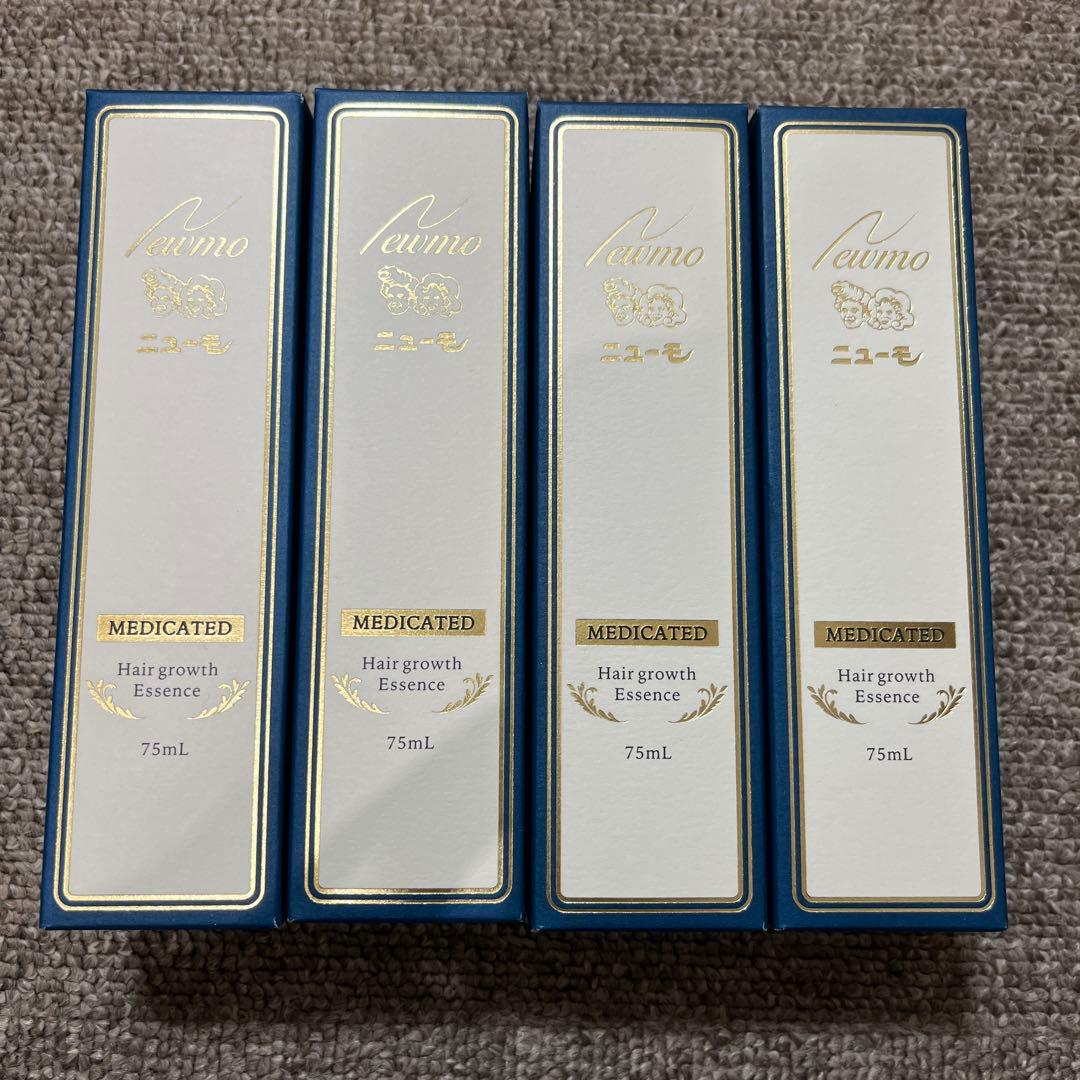 Newmo
ニューモ
MEDICATED
Hair growth
Essence
75mL
Newmo
ニューモ
MEDICATED
Hair growth
Essence
75mL
Newmo
ニューモ
MEDICATED
Hair growth
Essence
75mL
Newmo
ニューモ
MEDICATED
Hair growth
Essence
75mL